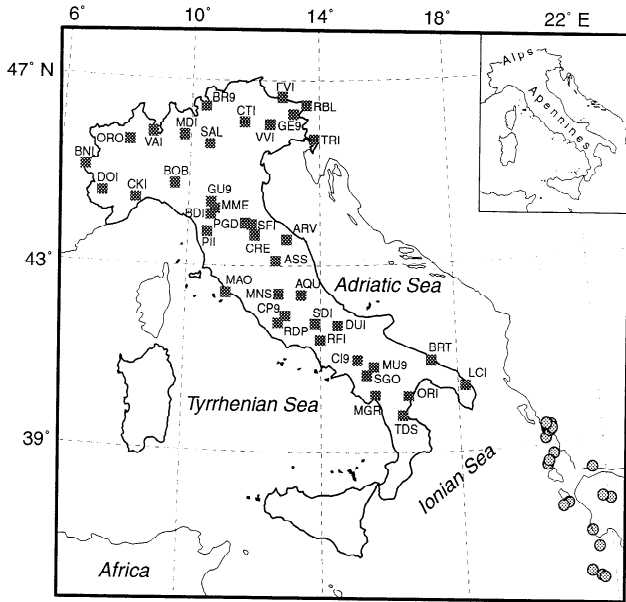 6° 10° 14° 18° 22° E
47° N
Alps
Apennines
FVI
BR9
RBL
CTI
GE9
MDI
ORO
VAI
SAL
VVI
TRI
BNI
BOB
DOI
CKI
GU9
MME
BDI
PGD
SFI
ARV
PII
CRE
43°
ASS
Adriatic Sea
MAO
MNS
AQU
CP9
SDI
RDP
DUI
RFI
BRT
CI9
MU9
LCI
SGO
Tyrrhenian Sea
MGR
ORI
TDS
39°
Ionian Sea
Africa